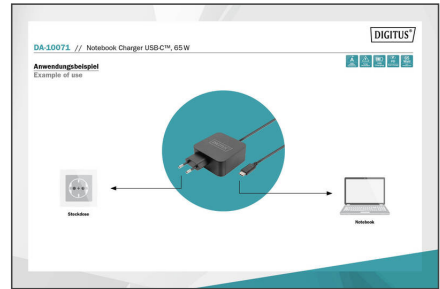 DIGITUS®
DA-10071 // Notebook Charger USB-C™, 65 W
Anwendungsbeispiel
Example of use
Steckdose
Notebook